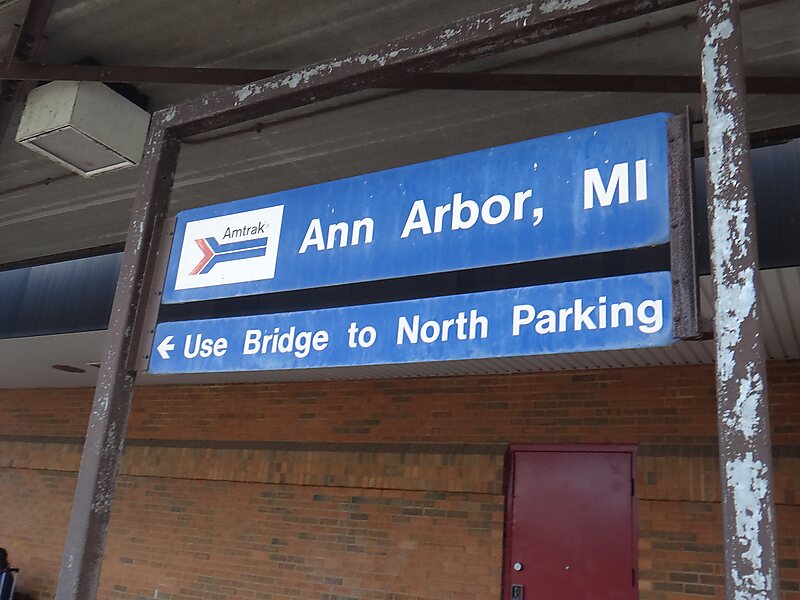 Amtrak®
Ann Arbor, MI
← Use Bridge to North Parking